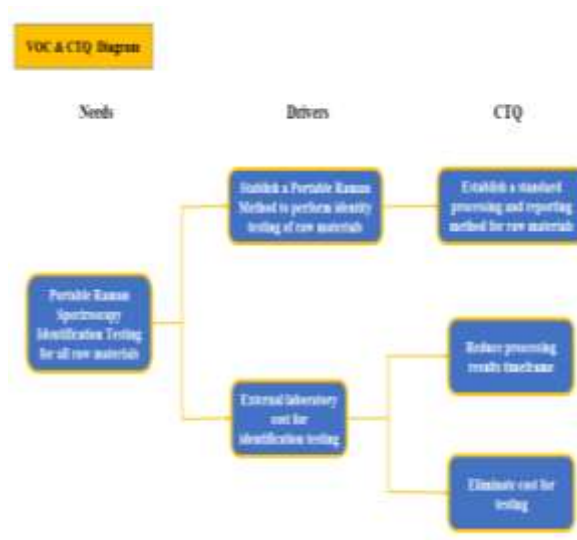 VOC & CTQ Diagram
Needs
Drivers
CTQ
Stablish a Portable Raman
Method to perform identity
testing of raw materials
Establish a standard
processing and reporting
method for raw materials
Portable Raman
Spectroscopy
Identification Testing
for all raw materials
External laboratory
cost for
identification testing
Reduce processing
results timeframe
Eliminate cost for
testing